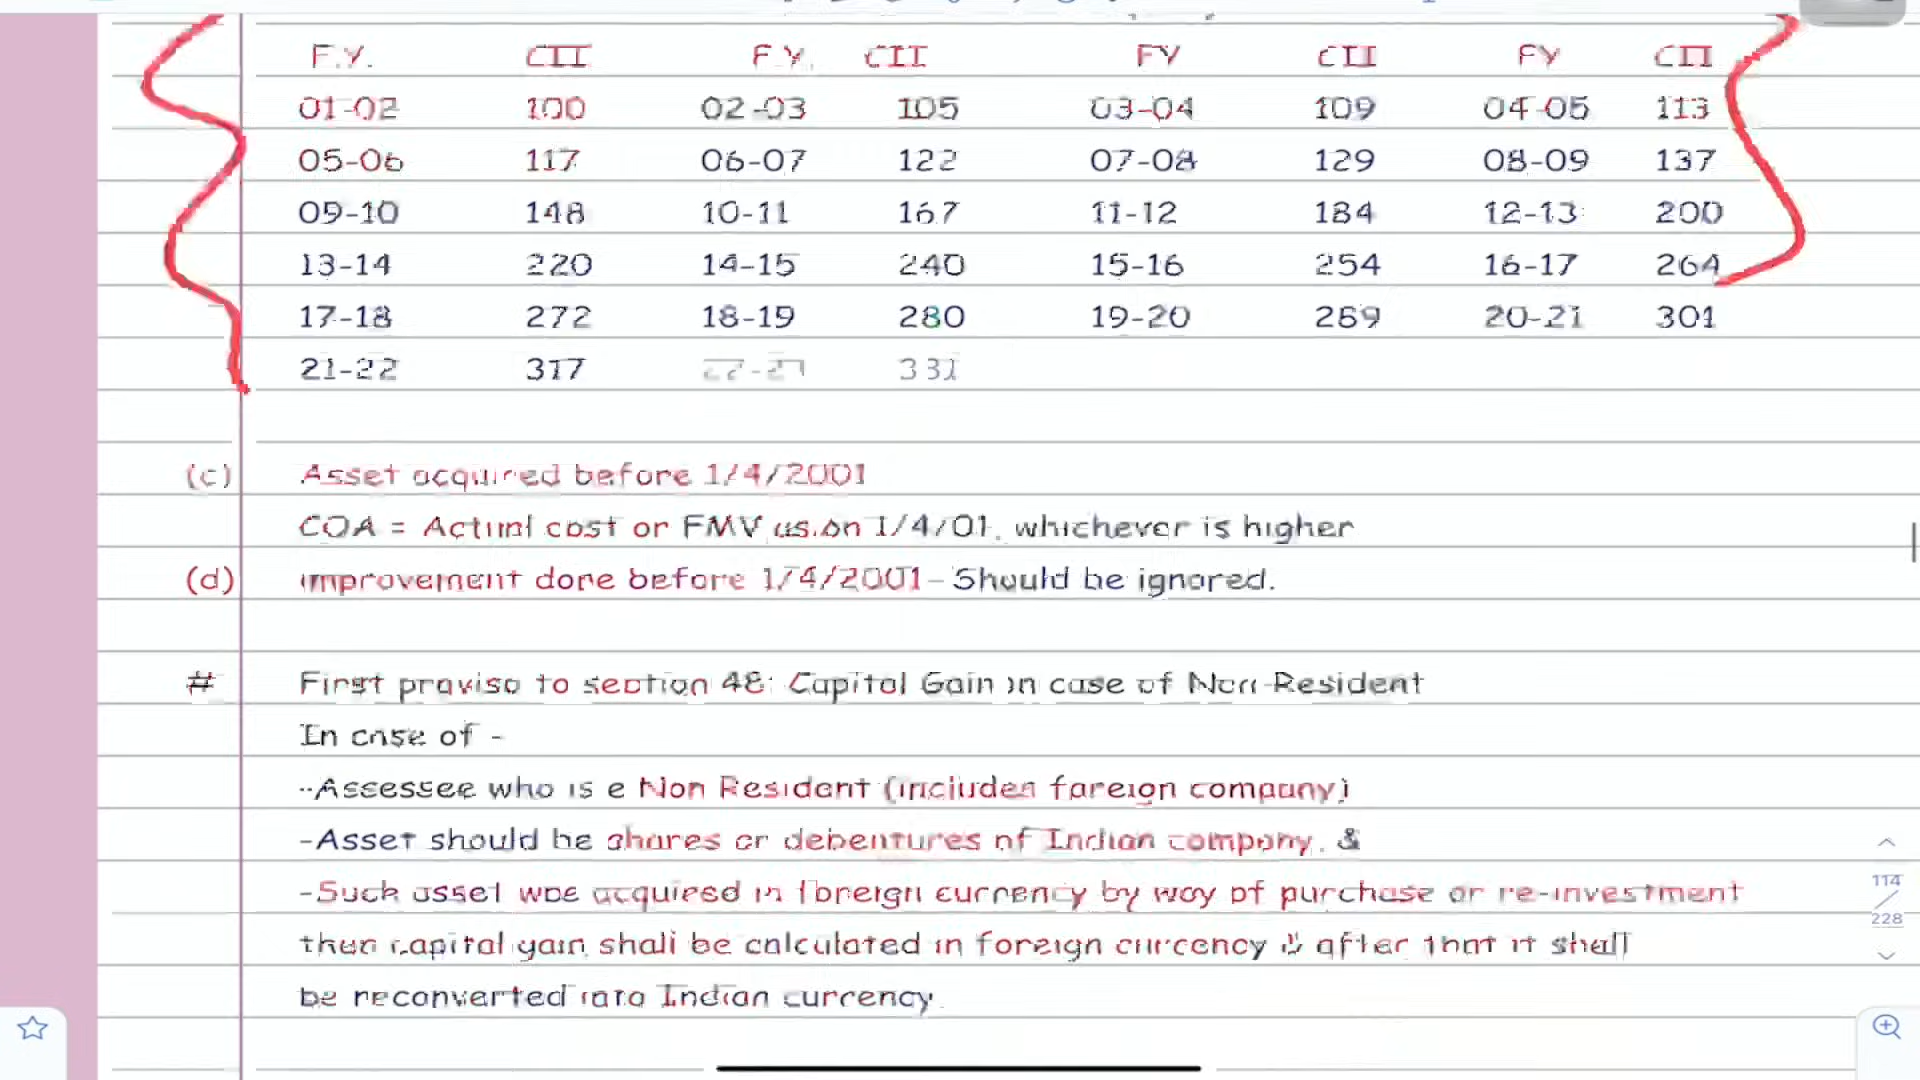 F.Y. CII F.Y. CII FY CII FY CII
01-02 100 02-03 105 03-04 109 04-05 113
05-06 117 06-07 122 07-08 129 08-09 137
09-10 148 10-11 167 11-12 184 12-13 200
13-14 220 14-15 240 15-16 254 16-17 264
17-18 272 18-19 280 19-20 289 20-21 301
21-22 317 331
(c) Asset acquired before 1/4/2001
COA = Actual cost or FMV as on 1/4/01, whichever is higher
(d) improvement done before 1/4/2001- Should be ignored.
# First proviso to section 48: Capital Gain in case of Non-Resident
In case of -
-Assessee who is a Non Resident (includes foreign company)
-Asset should be shares or debentures of Indian company. &
-Such asset was acquired in foreign currency by way of purchase or re-investment
then capital gain shall be calculated in foreign currency & after that it shall
be reconverted into Indian currency.
114
228